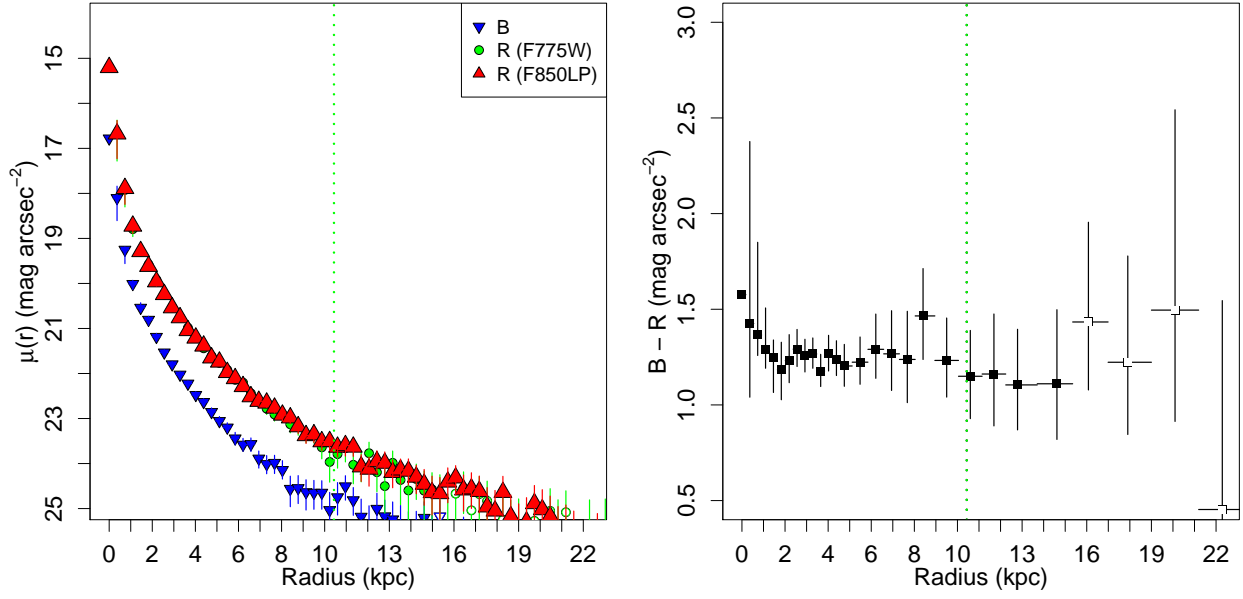 B
R (F775W)
R (F850LP)
15
17
19
21
23
25
μ(r) (mag arcsec−2)
0 2 4 6 8 10 13 16 19 22
Radius (kpc)
3.0
2.5
2.0
1.5
1.0
0.5
B − R (mag arcsec−2)
0 2 4 6 8 10 13 16 19 22
Radius (kpc)